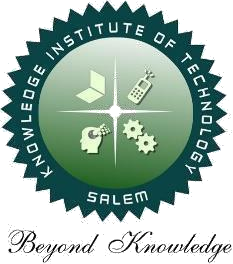 KNOWLEDGE INSTITUTE OF TECHNOLOGY
SALEM
Beyond Knowledge